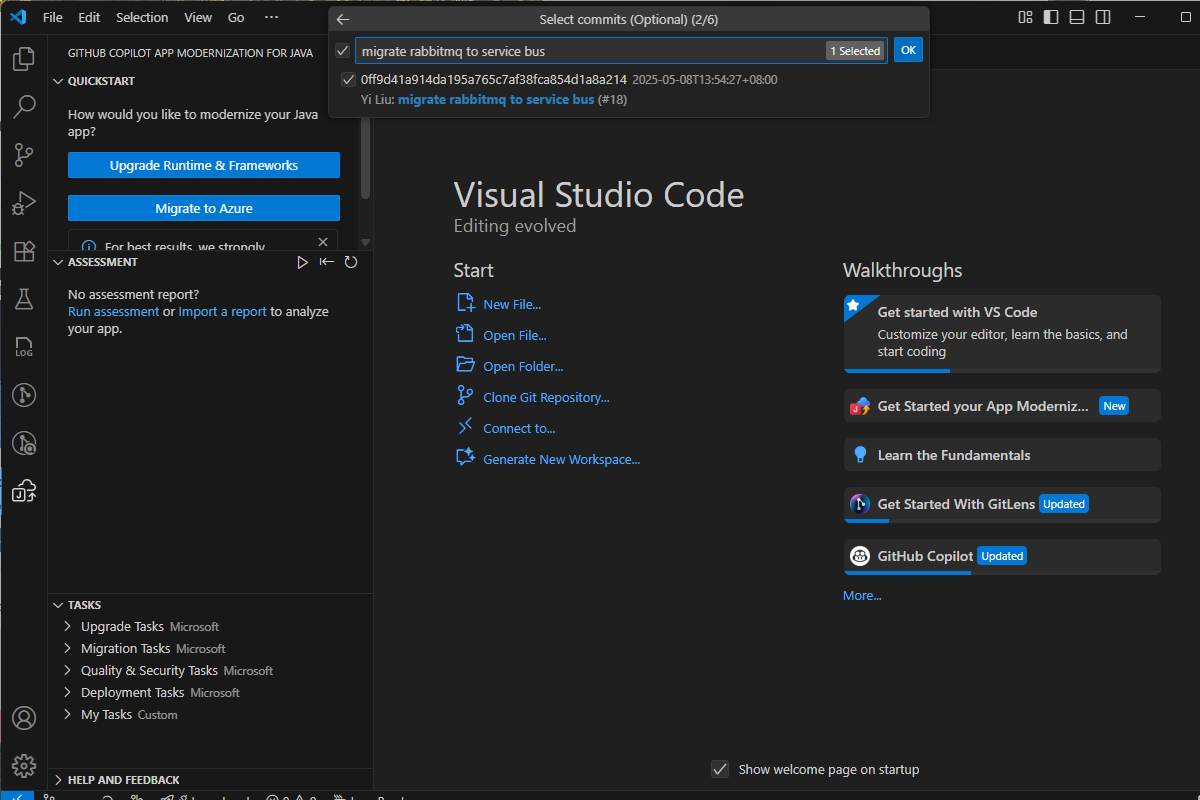 File Edit Selection View Go ···
Select commits (Optional) (2/6)
migrate rabbitmq to service bus 1 Selected OK
0ff9d41a914da195a765c7af38fca854d1a8a214 2025-05-08T13:54:27+08:00
Yi Liu: migrate rabbitmq to service bus (#18)
GITHUB COPILOT APP MODERNIZATION FOR JAVA
QUICKSTART
How would you like to modernize your Java
app?
Upgrade Runtime & Frameworks
Migrate to Azure
For best results, we strongly
ASSESSMENT
No assessment report?
Run assessment or Import a report to analyze
your app.
TASKS
Upgrade Tasks Microsoft
Migration Tasks Microsoft
Quality & Security Tasks Microsoft
Deployment Tasks Microsoft
My Tasks Custom
HELP AND FEEDBACK
LOG
Visual Studio Code
Editing evolved
Start
New File...
Open File...
Open Folder...
Clone Git Repository...
Connect to...
Generate New Workspace...
Walkthroughs
Get started with VS Code
Customize your editor, learn the basics, and
start coding
Get Started your App Moderniz... New
Learn the Fundamentals
Get Started With GitLens Updated
GitHub Copilot Updated
More...
Show welcome page on startup